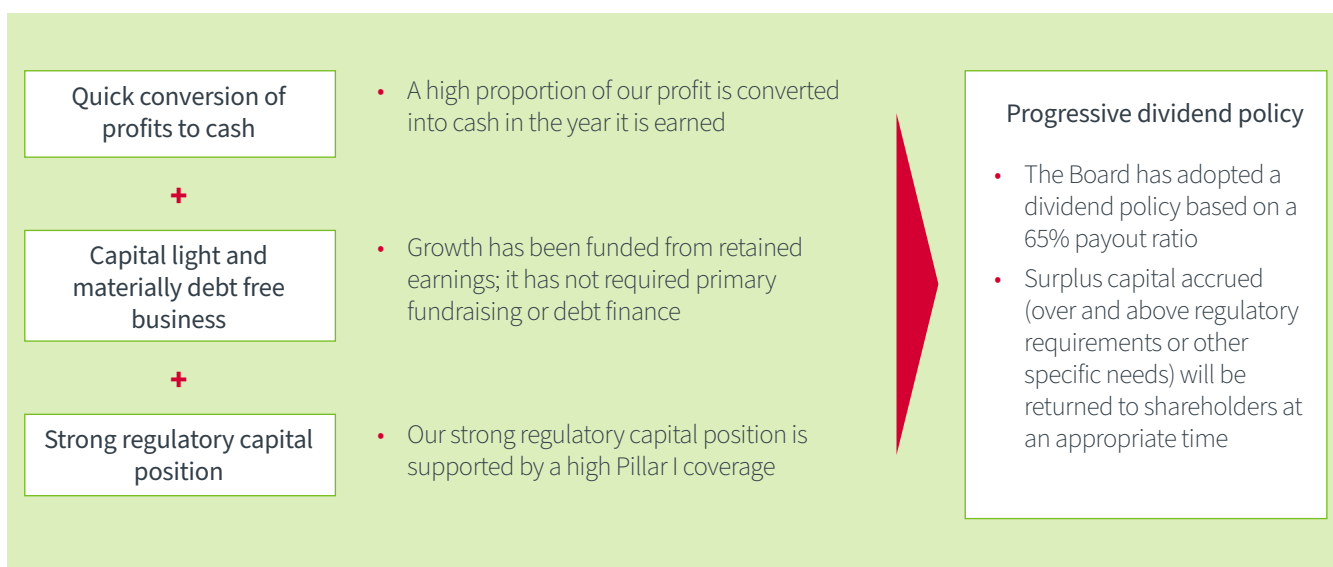 Quick conversion of
profits to cash
• A high proportion of our profit is converted
into cash in the year it is earned
+
Capital light and
materially debt free
business
• Growth has been funded from retained
earnings; it has not required primary
fundraising or debt finance
+
Strong regulatory capital
position
• Our strong regulatory capital position is
supported by a high Pillar I coverage
Progressive dividend policy
• The Board has adopted a
dividend policy based on a
65% payout ratio
• Surplus capital accrued
(over and above regulatory
requirements or other
specific needs) will be
returned to shareholders at
an appropriate time